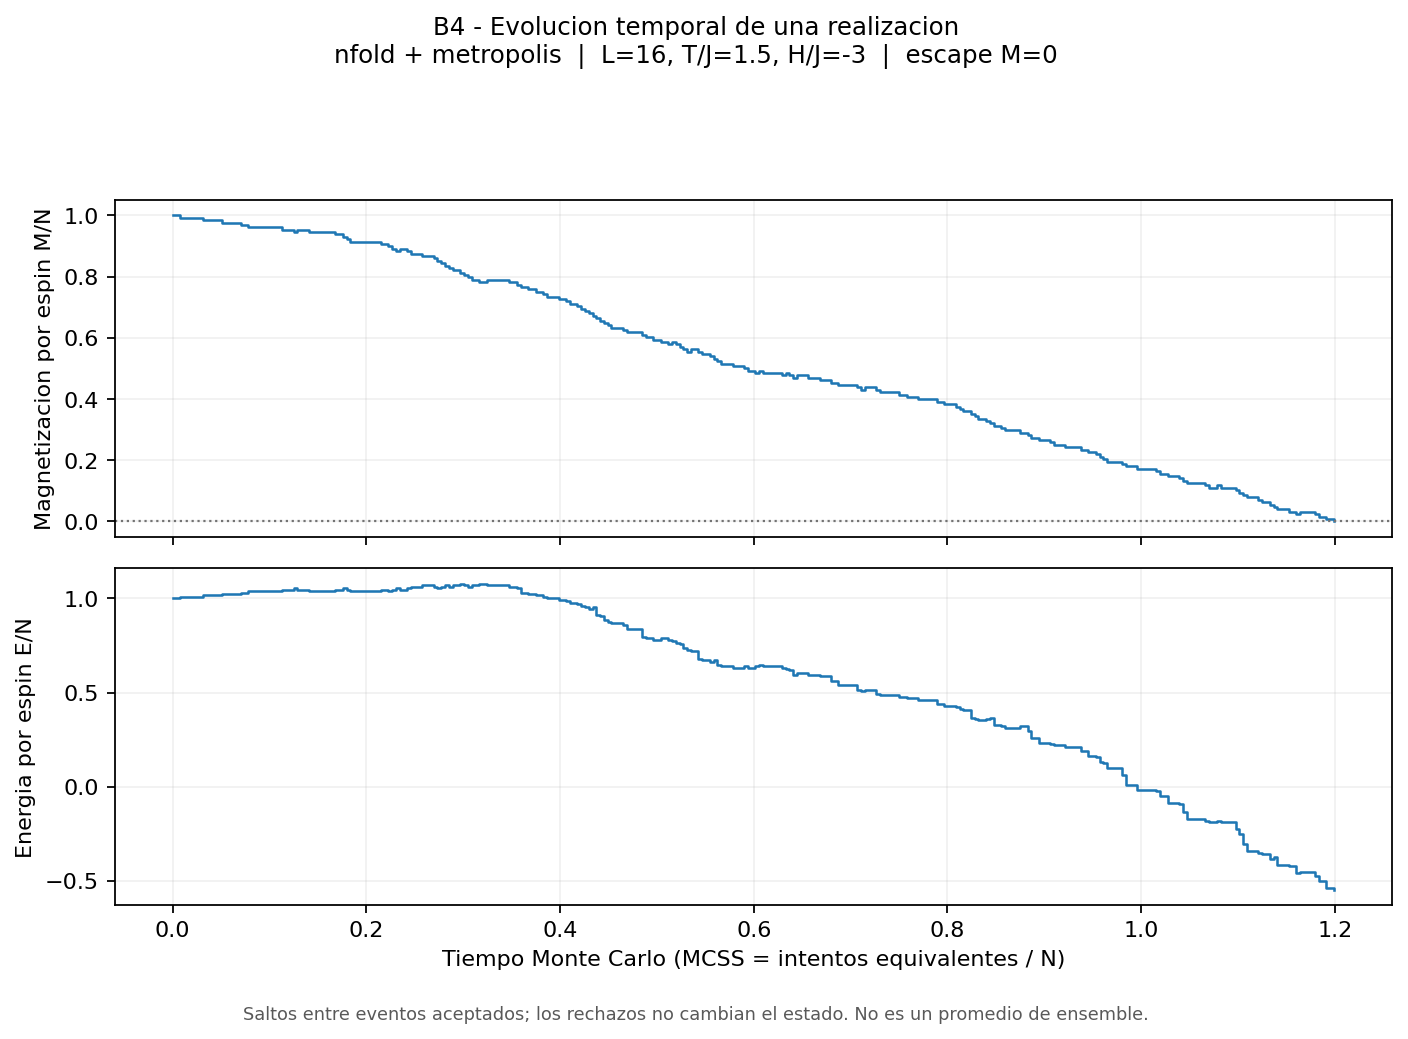 B4 - Evolucion temporal de una realizacion
nfold + metropolis | L=16, T/J=1.5, H/J=-3 | escape M=0
Magnetizacion por espin M/N
1.0
0.8
0.6
0.4
0.2
0.0
Energia por espin E/N
1.0
0.5
0.0
−0.5
0.0 0.2 0.4 0.6 0.8 1.0 1.2
Tiempo Monte Carlo (MCSS = intentos equivalentes / N)
Saltos entre eventos aceptados; los rechazos no cambian el estado. No es un promedio de ensemble.